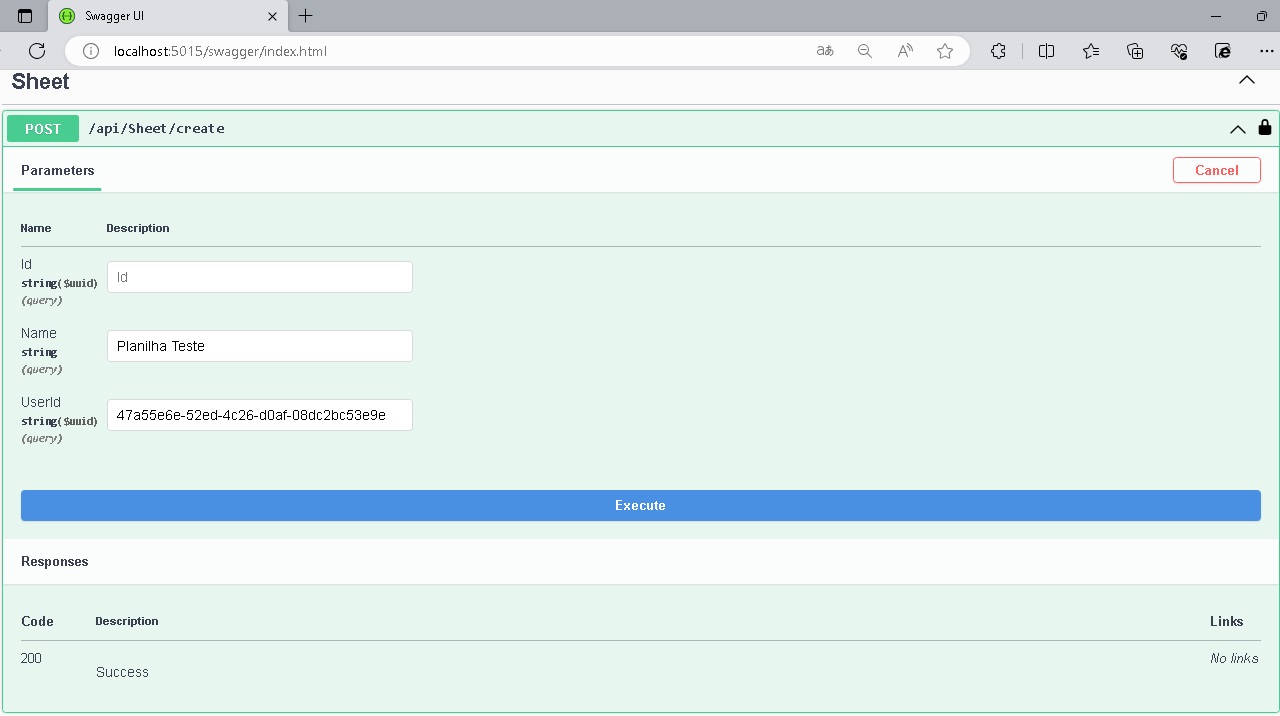 Swagger UI
localhost:5015/swagger/index.html
aあ
Sheet
POST /api/Sheet/create
Parameters
Cancel
Name Description
Id
string($uuid)
(query)
Id
Name
string
(query)
Planilha Teste
UserId
string($uuid)
(query)
47a55e6e-52ed-4c26-d0af-08dc2bc53e9e
Execute
Responses
Code Description Links
200
Success
No links